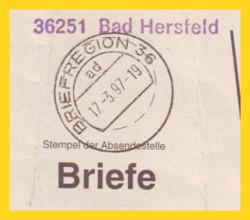 36251 Bad Hersfeld
BRIEFREGION 36
ad
17.-3.97-19
Stempel der Absendestelle
Briefe